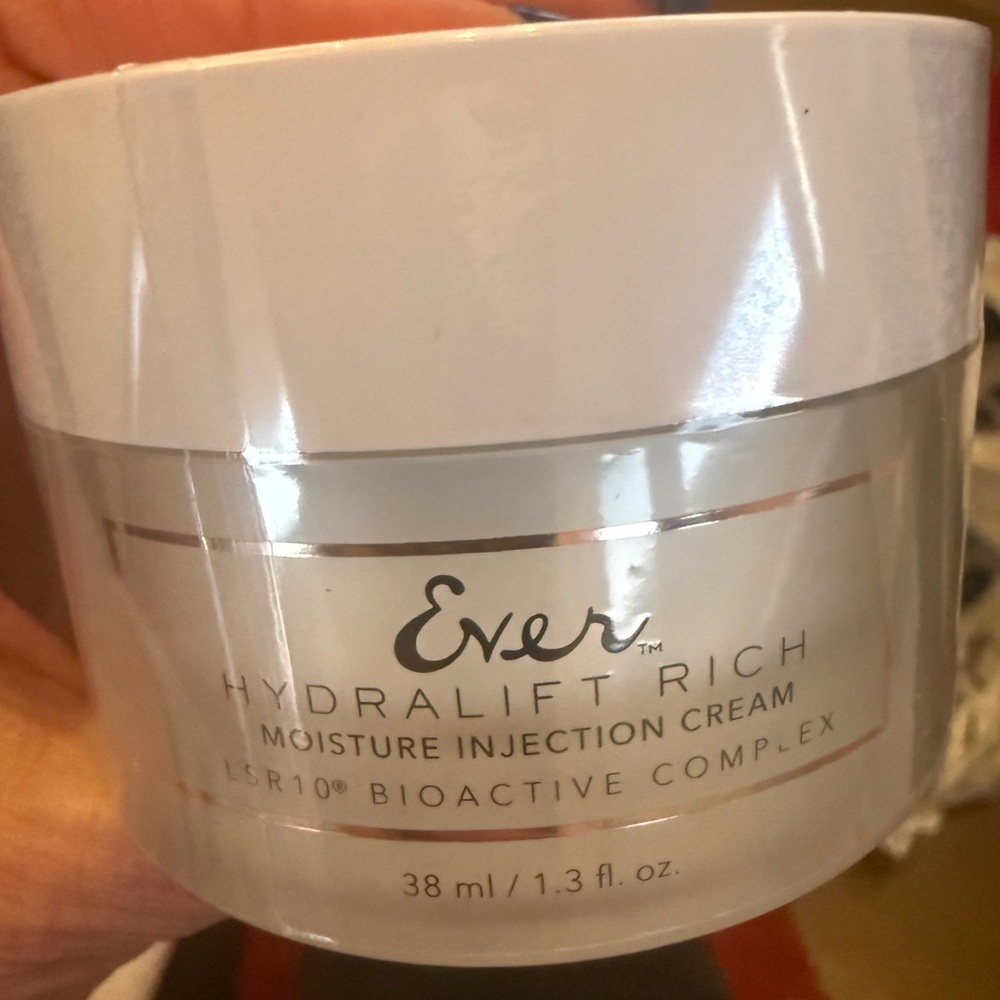 Ever™
HYDRALIFT RICH
MOISTURE INJECTION CREAM
LSR10® BIOACTIVE COMPLEX
38 ml / 1.3 fl. oz.